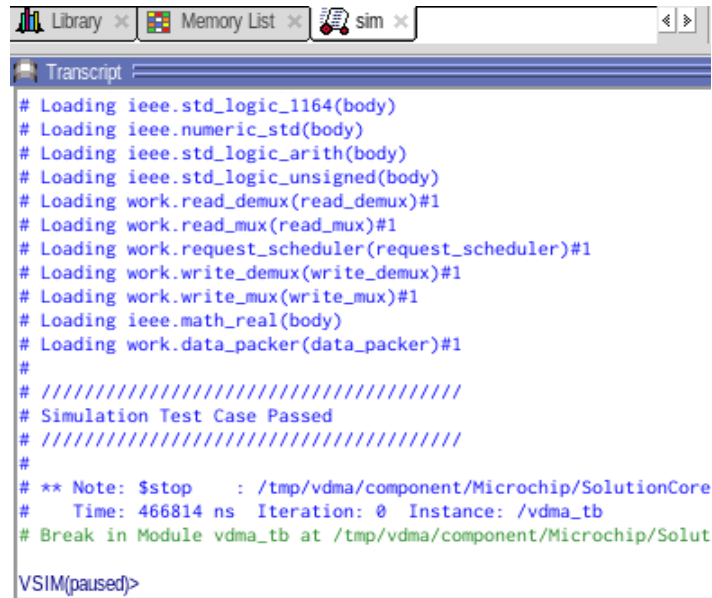 Library Memory List sim
Transcript
# Loading ieee.std_logic_1164(body)
# Loading ieee.numeric_std(body)
# Loading ieee.std_logic_arith(body)
# Loading ieee.std_logic_unsigned(body)
# Loading work.read_demux(read_demux)#1
# Loading work.read_mux(read_mux)#1
# Loading work.request_scheduler(request_scheduler)#1
# Loading work.write_demux(write_demux)#1
# Loading work.write_mux(write_mux)#1
# Loading ieee.math_real(body)
# Loading work.data_packer(data_packer)#1
#
# ///////////////////////////////////////
# Simulation Test Case Passed
# ///////////////////////////////////////
#
# ** Note: $stop    : /tmp/vdma/component/Microchip/SolutionCore
#    Time: 466814 ns  Iteration: 0  Instance: /vdma_tb
# Break in Module vdma_tb at /tmp/vdma/component/Microchip/Solut
VSIM(paused)>